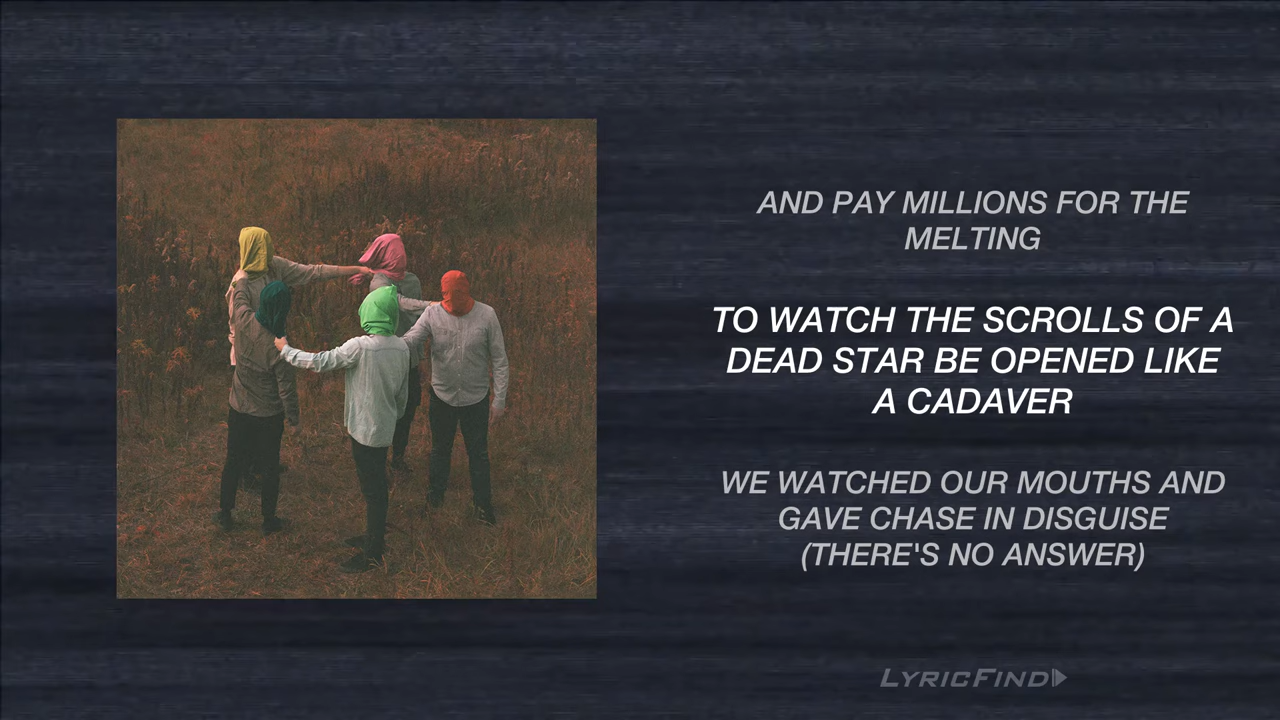 AND PAY MILLIONS FOR THE
MELTING
TO WATCH THE SCROLLS OF A
DEAD STAR BE OPENED LIKE
A CADAVER
WE WATCHED OUR MOUTHS AND
GAVE CHASE IN DISGUISE
(THERE'S NO ANSWER)
LYRICFIND